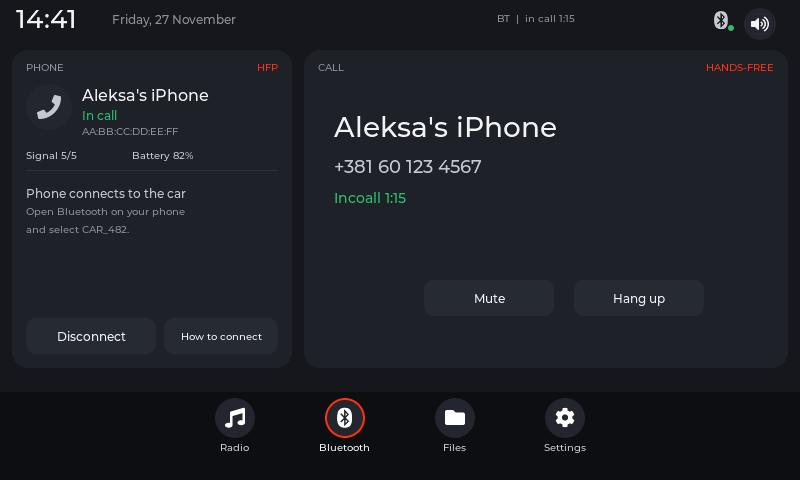 14:41
Friday, 27 November
BT | in call 1:15
PHONE
HFP
Aleksa's iPhone
In call
AA:BB:CC:DD:EE:FF
Signal 5/5
Battery 82%
Phone connects to the car
Open Bluetooth on your phone
and select CAR_482.
Disconnect
How to connect
CALL
HANDS-FREE
Aleksa's iPhone
+381 60 123 4567
Incoall 1:15
Mute
Hang up
Radio
Bluetooth
Files
Settings